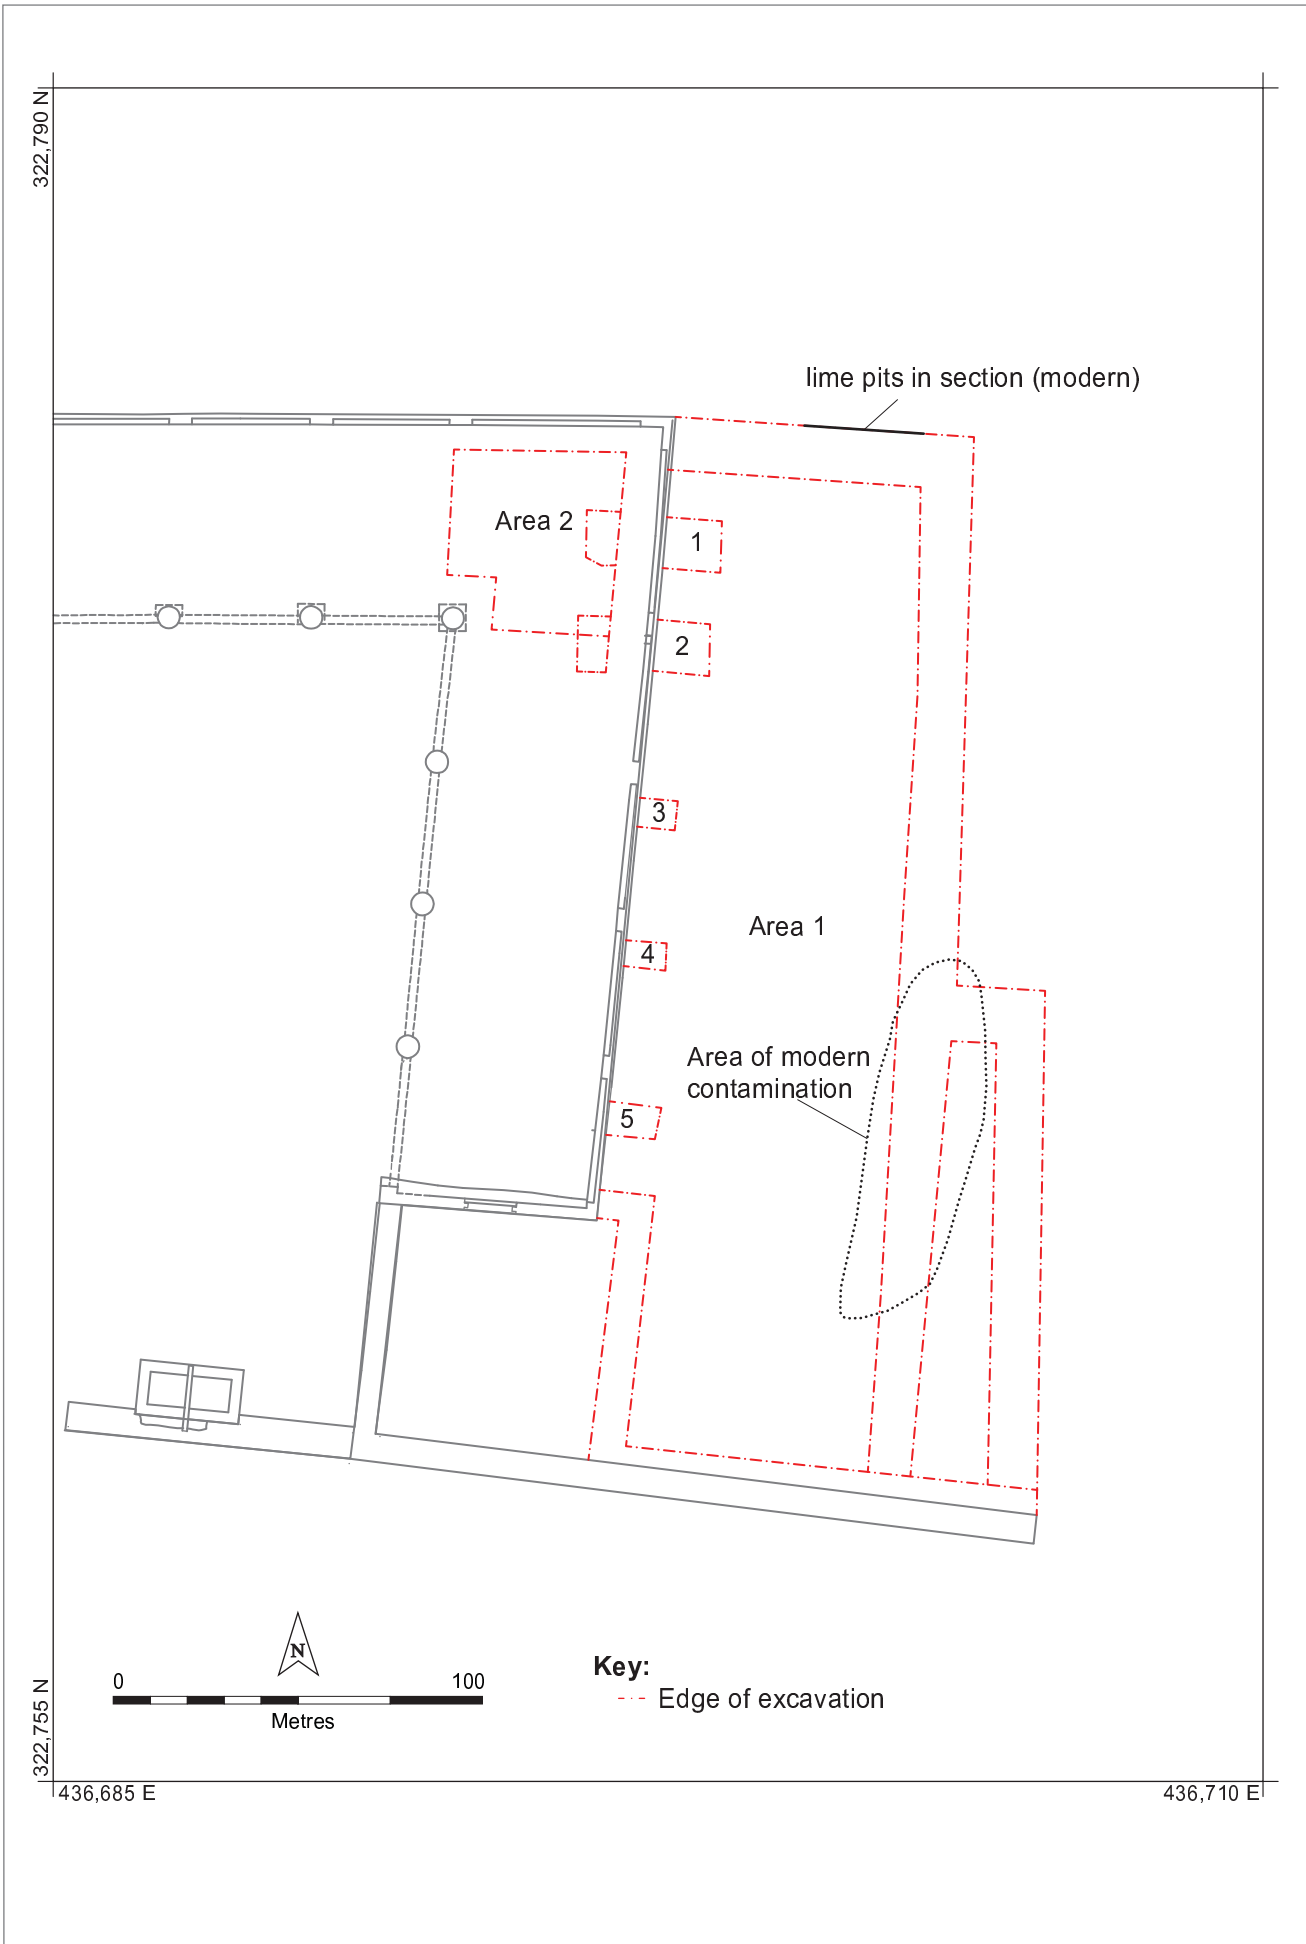 322,790 N
lime pits in section (modern)
Area 2
1
2
3
Area 1
4
Area of modern
contamination
5
N
0 100
Metres
Key:
Edge of excavation
322,755 N
436,685 E
436,710 E